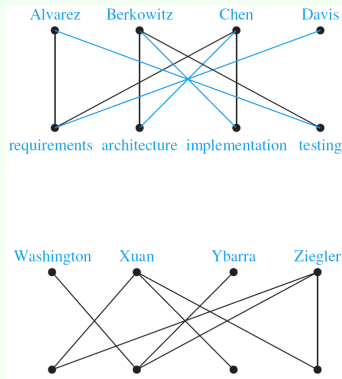 Alvarez Berkowitz Chen Davis
requirements architecture implementation testing
Washington Xuan Ybarra Ziegler